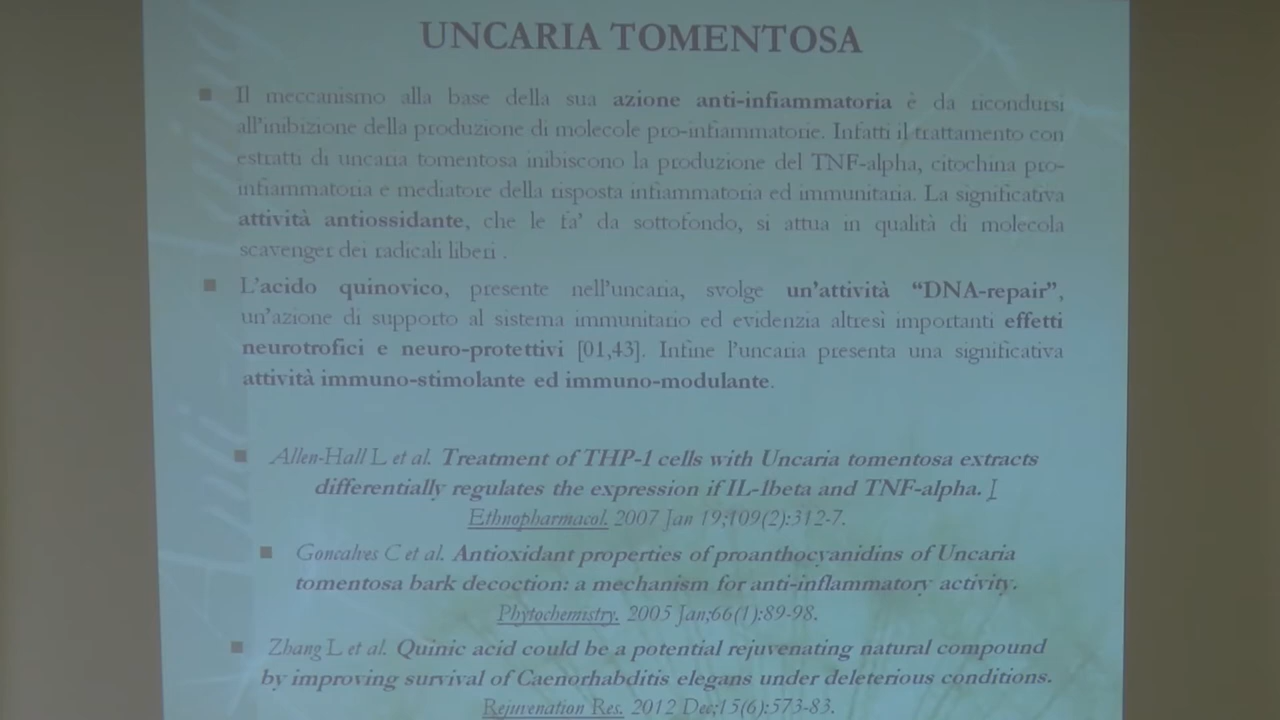 UNCARIA TOMENTOSA
Il meccanismo alla base della sua azione anti-infiammatoria è da ricondursi
all'inibizione della produzione di molecole pro-infiammatorie. Infatti il trattamento con
estratti di uncaria tomentosa inibiscono la produzione del TNF-alpha, citochina pro-
infiammatoria e mediatore della risposta infiammatoria ed immunitaria. La significativa
attività antiossidante, che le fa' da sottofondo, si attua in qualità di molecola
scavenger dei radicali liberi .
L'acido quinovico, presente nell'uncaria, svolge un'attività “DNA-repair”,
un'azione di supporto al sistema immunitario ed evidenzia altresì importanti effetti
neurotrofici e neuro-protettivi [01,43]. Infine l'uncaria presenta una significativa
attività immuno-stimolante ed immuno-modulante.
Allen-Hall L et al. Treatment of THP-1 cells with Uncaria tomentosa extracts
differentially regulates the expression if IL-1beta and TNF-alpha. J
Ethnopharmacol. 2007 Jan 19;109(2):312-7.
Goncalves C et al. Antioxidant properties of proanthocyanidins of Uncaria
tomentosa bark decoction: a mechanism for anti-inflammatory activity.
Phytochemistry. 2005 Jan;66(1):89-98.
Zhang L et al. Quinic acid could be a potential rejuvenating natural compound
by improving survival of Caenorhabditis elegans under deleterious conditions.
Rejuvenation Res. 2012 Dec;15(6):573-83.